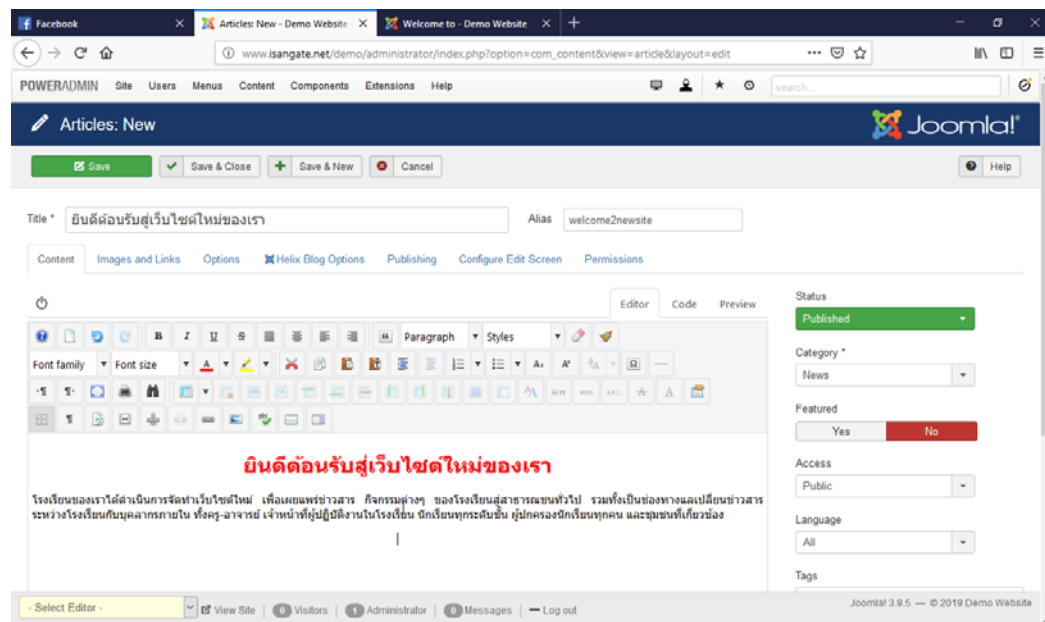 Facebook
Articles: New - Demo Website -
Welcome to - Demo Website
www.isangate.net/demo/administrator/index.php?option=com_content&view=article&layout=edit
POWERADMIN Site Users Menus Content Components Extensions Help
search...
Articles: New
Joomla!
Save
Save & Close
Save & New
Cancel
Help
Title * ยินดีต้อนรับสู่เว็บไซต์ใหม่ของเรา
Alias welcome2newsite
Content Images and Links Options Helix Blog Options Publishing Configure Edit Screen Permissions
Editor Code Preview
Paragraph Styles
Font family Font size
ยินดีต้อนรับสู่เว็บไซต์ใหม่ของเรา
โรงเรียนของเราได้ดำเนินการจัดทำเว็บไซต์ใหม่ เพื่อเผยแพร่ข่าวสาร กิจกรรมต่างๆ ของโรงเรียนสู่สาธารณชนทั่วไป รวมทั้งเป็นช่องทางแลเปลี่ยนข่าวสาร
ระหว่างโรงเรียนกับบุคลากรภายใน ทั้งครู-อาจารย์ เจ้าหน้าที่ผู้ปฏิบัติงานในโรงเรียน นักเรียนทุกระดับชั้น ผู้ปกครองนักเรียนทุกคน และชุมชนที่เกี่ยวข้อง
Status
Published
Category *
News
Featured
Yes No
Access
Public
Language
All
Tags
- Select Editor -
View Site | 0 Visitors | 1 Administrator | 0 Messages | Log out
Joomla! 3.9.5 — © 2019 Demo Website